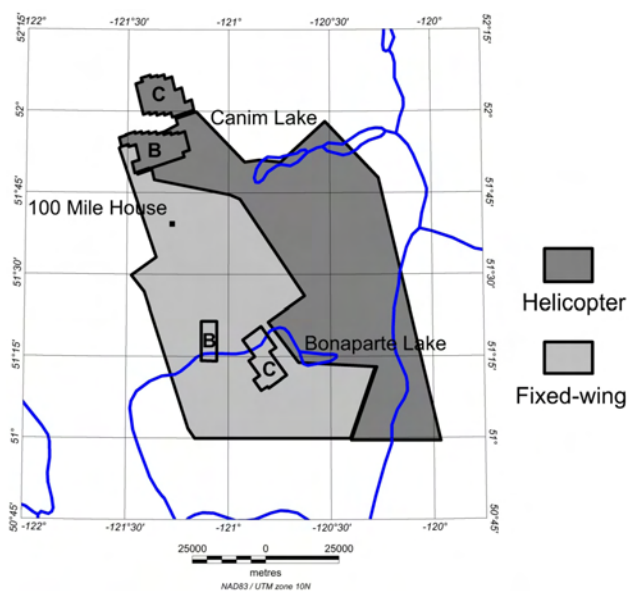 -122
-121°30'
-121°
-120°30'
-120°
52°15'
52°15'
C
52°
52°
Canim Lake
B
51°45'
51°45'
100 Mile House
51°30'
51°30'
Helicopter
B
Bonaparte Lake
51°15'
51°15'
C
Fixed-wing
51°
51°
50°45'
50°45'
-122
-121°30'
-121°
-120°30'
-120°
25000 0 25000
metres
NAD83 / UTM zone 10N